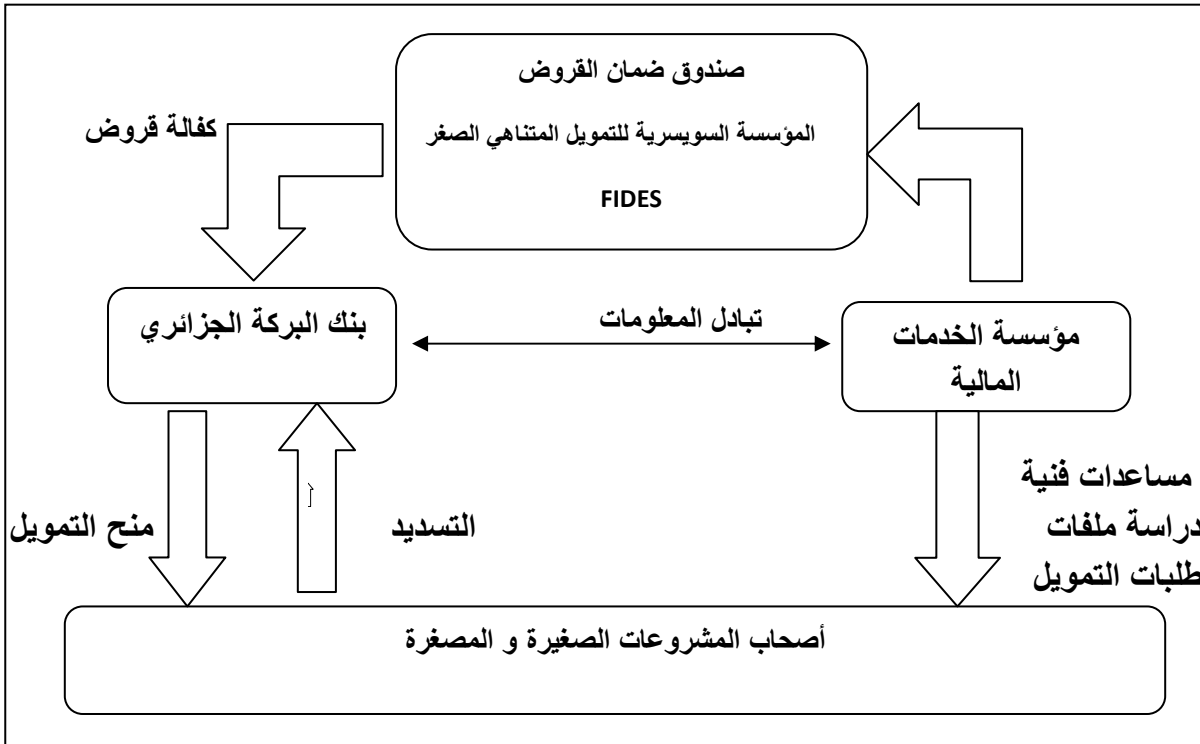 صندوق ضمان القروض
المؤسسة السويسرية للتمويل المتناهي الصغر
FIDES
كفالة قروض
بنك البركة الجزائري
تبادل المعلومات
مؤسسة الخدمات
المالية
مساعدات فنية
دراسة ملفات
طلبات التمويل
التسديد
منح التمويل
أصحاب المشروعات الصغيرة و المصغرة